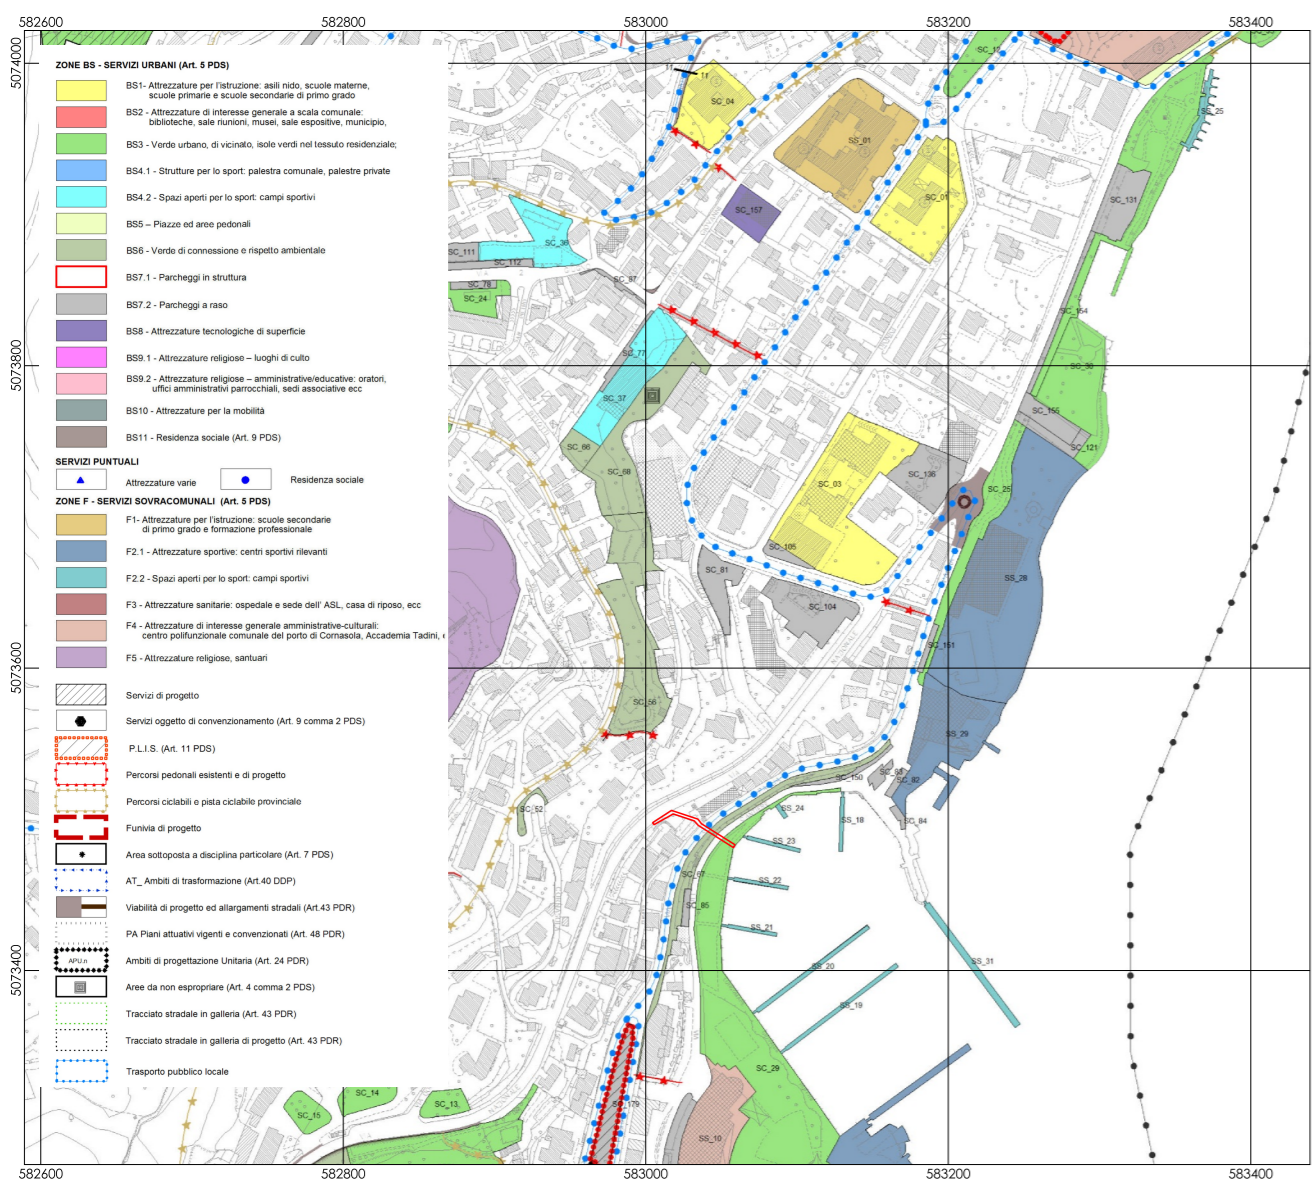 582600 582800 583000 583200 583400
5074000
5073800
5073600
5073400
ZONE BS - SERVIZI URBANI (Art. 5 PDS)
BS1- Attrezzature per l'istruzione: asili nido, scuole materne,
scuole primarie e scuole secondarie di primo grado
BS2 - Attrezzature di interesse generale a scala comunale:
biblioteche, sale riunioni, musei, sale espositive, municipio,
BS3 - Verde urbano, di vicinato, isole verdi nel tessuto residenziale;
BS4.1 - Strutture per lo sport: palestra comunale, palestre private
BS4.2 - Spazi aperti per lo sport: campi sportivi
BS5 – Piazze ed aree pedonali
BS6 - Verde di connessione e rispetto ambientale
BS7.1 - Parcheggi in struttura
BS7.2 - Parcheggi a raso
BS8 - Attrezzature tecnologiche di superficie
BS9.1 - Attrezzature religiose – luoghi di culto
BS9.2 - Attrezzature religiose – amministrative/educative: oratori,
uffici amministrativi parrocchiali, sedi associative ecc
BS10 - Attrezzature per la mobilità
BS11 - Residenza sociale (Art. 9 PDS)
SERVIZI PUNTUALI
Attrezzature varie
Residenza sociale
ZONE F - SERVIZI SOVRACOMUNALI (Art. 5 PDS)
F1- Attrezzature per l'istruzione: scuole secondarie
di primo grado e formazione professionale
F2.1 - Attrezzature sportive: centri sportivi rilevanti
F2.2 - Spazi aperti per lo sport: campi sportivi
F3 - Attrezzature sanitarie: ospedale e sede dell' ASL, casa di riposo, ecc
F4 - Attrezzature di interesse generale amministrative-culturali:
centro polifunzionale comunale del porto di Cornasola, Accademia Tadini,
F5 - Attrezzature religiose, santuari
Servizi di progetto
Servizi oggetto di convenzionamento (Art. 9 comma 2 PDS)
P.L.I.S. (Art. 11 PDS)
Percorsi pedonali esistenti e di progetto
Percorsi ciclabili e pista ciclabile provinciale
Funivia di progetto
Area sottoposta a disciplina particolare (Art. 7 PDS)
AT_ Ambiti di trasformazione (Art.40 DDP)
Viabilità di progetto ed allargamenti stradali (Art.43 PDR)
PA Piani attuativi vigenti e convenzionati (Art. 48 PDR)
APU.n
Ambiti di progettazione Unitaria (Art. 24 PDR)
Aree da non espropriare (Art. 4 comma 2 PDS)
Tracciato stradale in galleria (Art. 43 PDR)
Tracciato stradale in galleria di progetto (Art. 43 PDR)
Trasporto pubblico locale
SC_12
11
11
SC_04
SS_25
SS_01
SC_01
SC_131
SC_157
SC_36
SC_111
SC_112
SC_78
SC_24
SC_87
SC_154
SC_77
SC_37
SC_155
SC_121
SC_66
SC_68
SC_136
SC_03
SC_25
SC_105
SC_81
SS_28
SC_104
SC_151
SC_56
SS_29
SC_83
SC_82
SC_150
SC_52
SS_24
SS_18
SC_84
SS_23
SC_67
SS_22
SC_85
SS_21
SS_20
SS_31
SS_19
SC_29
SC_14
SC_13
SC_15
SC_179
SS_10
582600 582800 583000 583200 583400